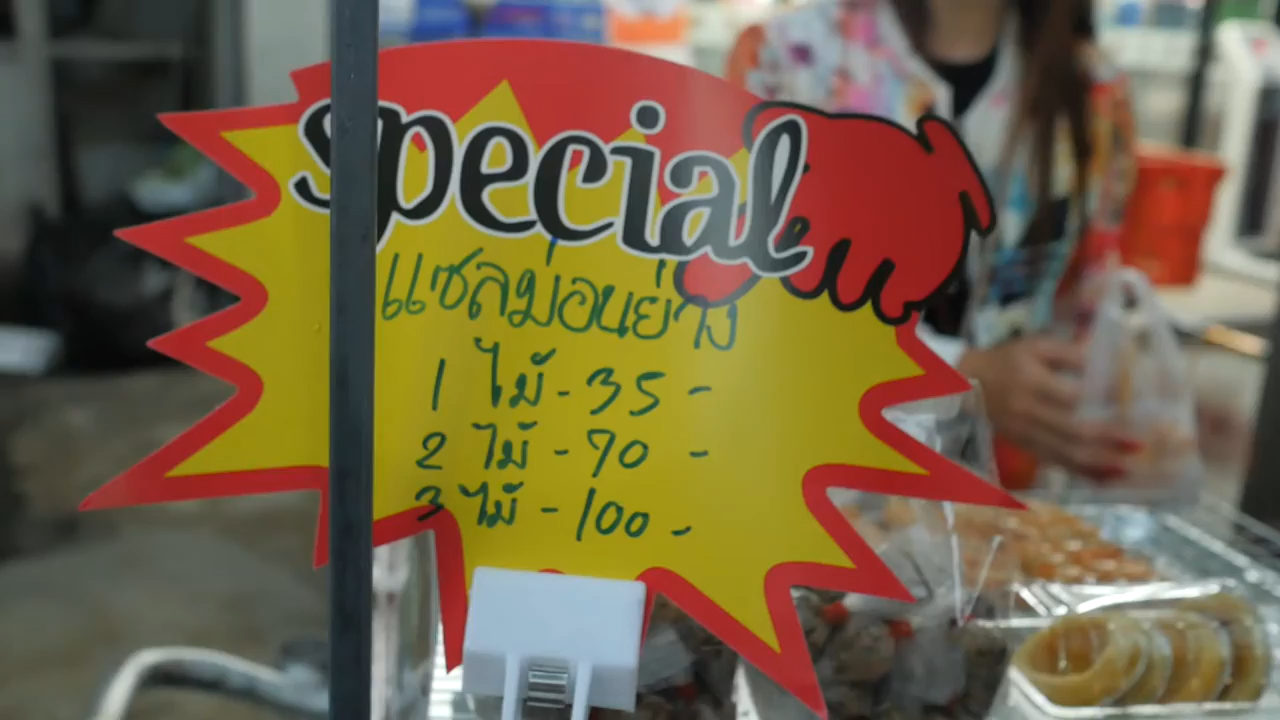 special
แซลม่อนย่าง
1 ไม้ - 35 -
2 ไม้ - 70 -
3 ไม้ - 100 -